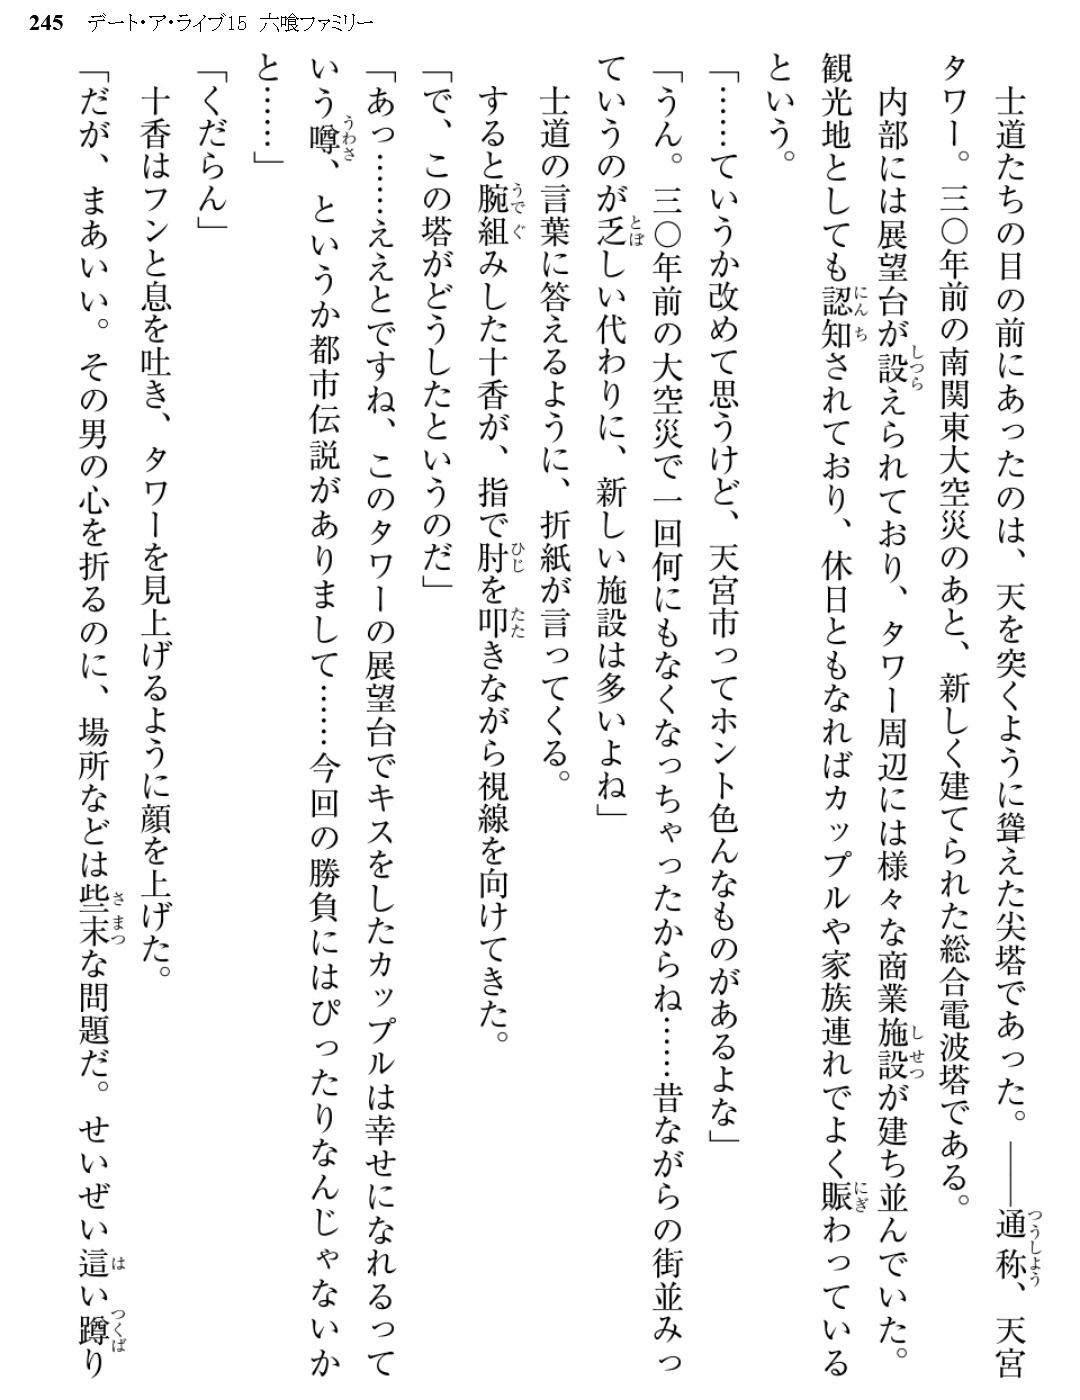 245 デート・ア・ライブ15 六喰ファミリー
士道たちの目の前にあったのは、天を突くように聳えた尖塔であった。――通称、天宮
タワー。三〇年前の南関東大空災のあと、新しく建てられた総合電波塔である。
内部には展望台が設えられており、タワー周辺には様々な商業施設が建ち並んでいた。
観光地としても認知されており、休日ともなればカップルや家族連れでよく賑わっている
という。
「……ていうか改めて思うけど、天宮市ってホント色んなものがあるよな」
「うん。三〇年前の大空災で一回何にもなくなっちゃったからね……昔ながらの街並みっ
ていうのが乏しい代わりに、新しい施設は多いよね」
士道の言葉に答えるように、折紙が言ってくる。
すると腕組みした十香が、指で肘を叩きながら視線を向けてきた。
「で、この塔がどうしたというのだ」
「あっ……ええとですね、このタワーの展望台でキスをしたカップルは幸せになれるって
いう噂、というか都市伝説がありまして……今回の勝負にはぴったりなんじゃないか
と……」
「くだらん」
十香はフンと息を吐き、タワーを見上げるように顔を上げた。
「だが、まあいい。その男の心を折るのに、場所などは些末な問題だ。せいぜい這い蹲り